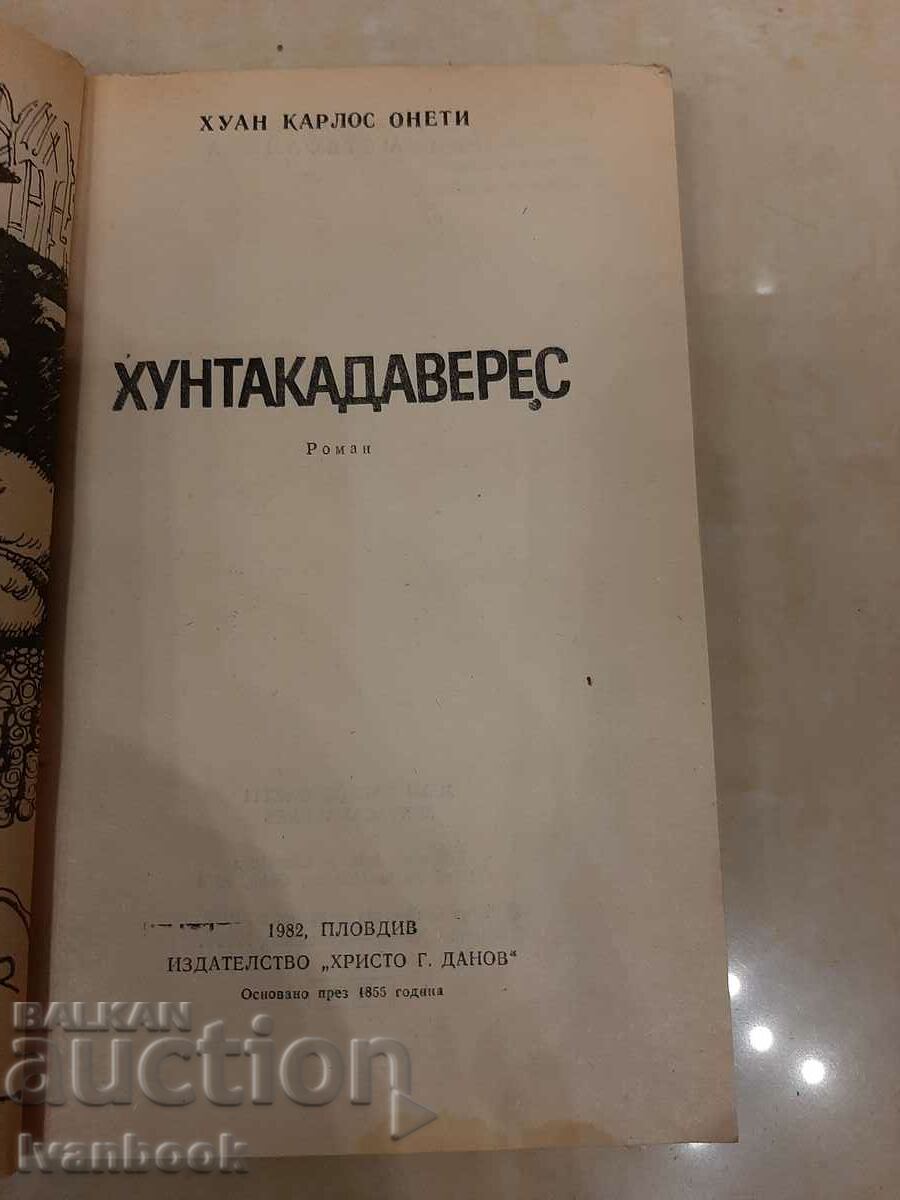 ХУАН КАРЛОС ОНЕТИ
ХУНТАКАДАВЕРЕС
Роман
1982, ПЛОВДИВ
ИЗДАТЕЛСТВО „ХРИСТО Г. ДАНОВ“
Основано през 1855 година
BALKAN
auction
Ivanbook